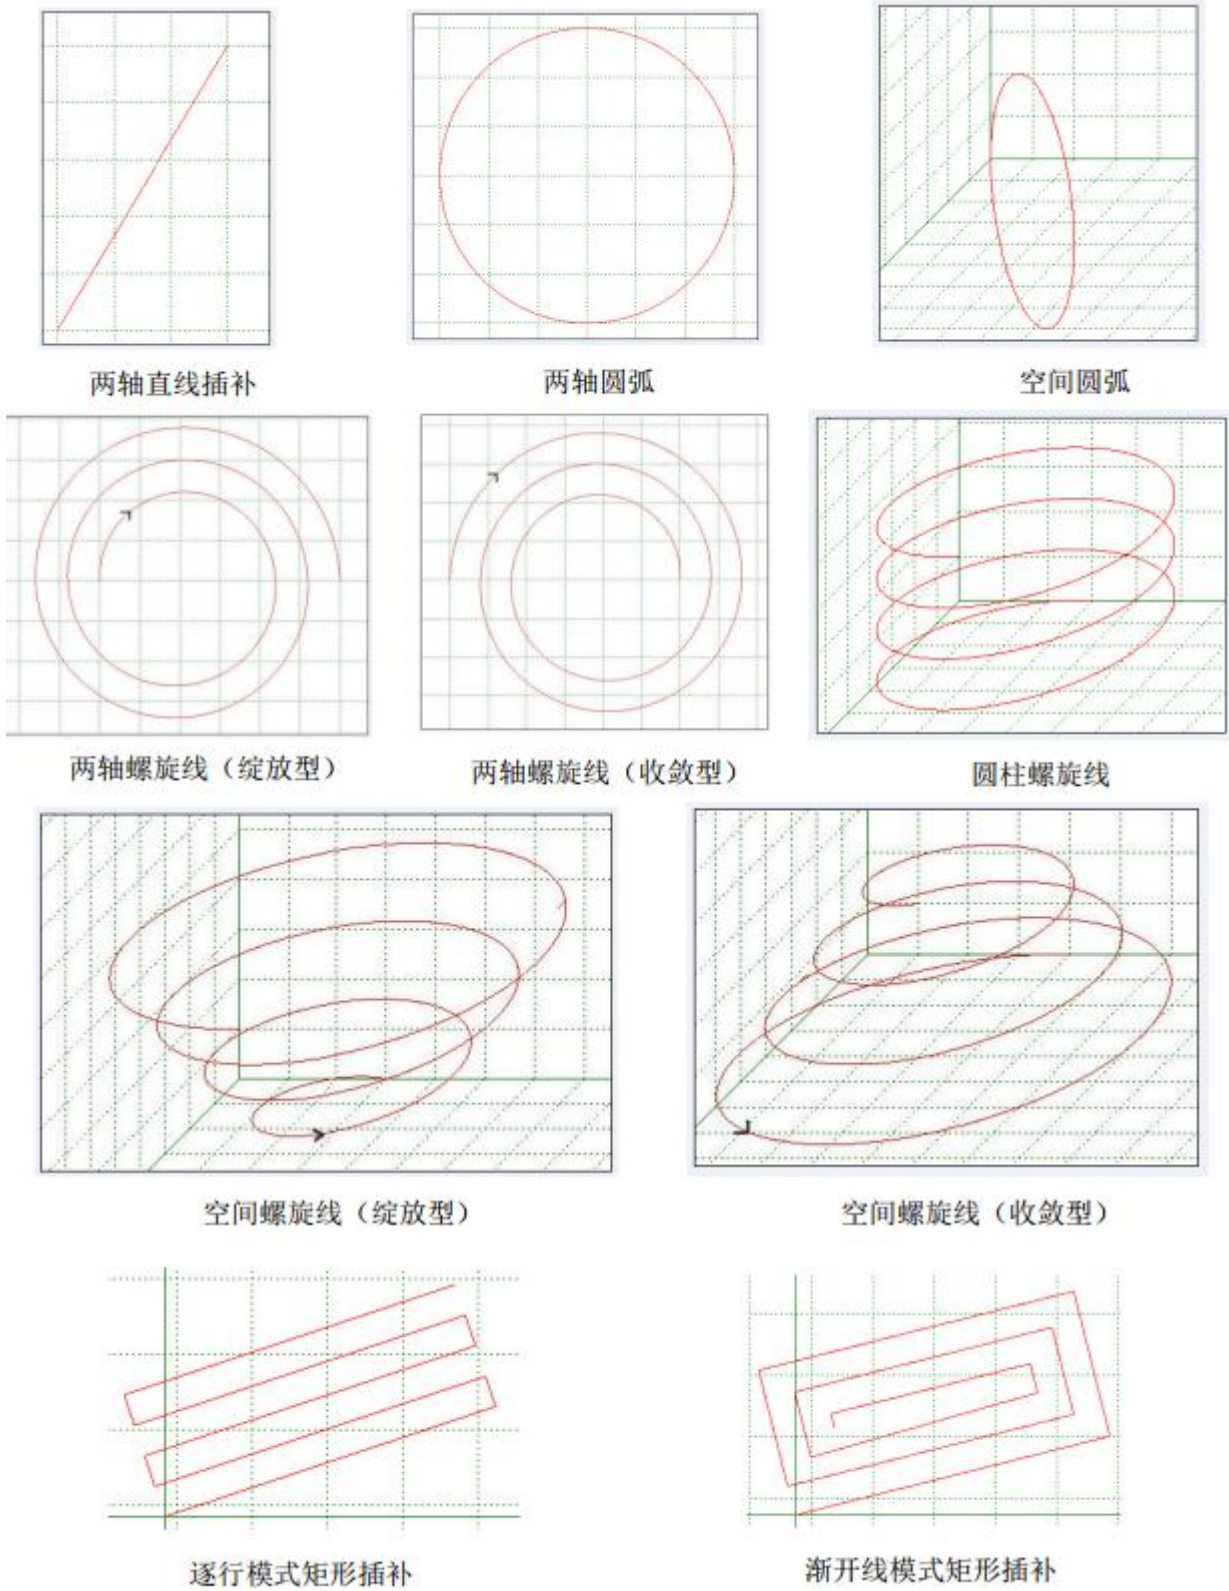 两轴直线插补
两轴圆弧
空间圆弧
两轴螺旋线（绽放型）
两轴螺旋线（收敛型）
圆柱螺旋线
空间螺旋线（绽放型）
空间螺旋线（收敛型）
逐行模式矩形插补
渐开线模式矩形插补